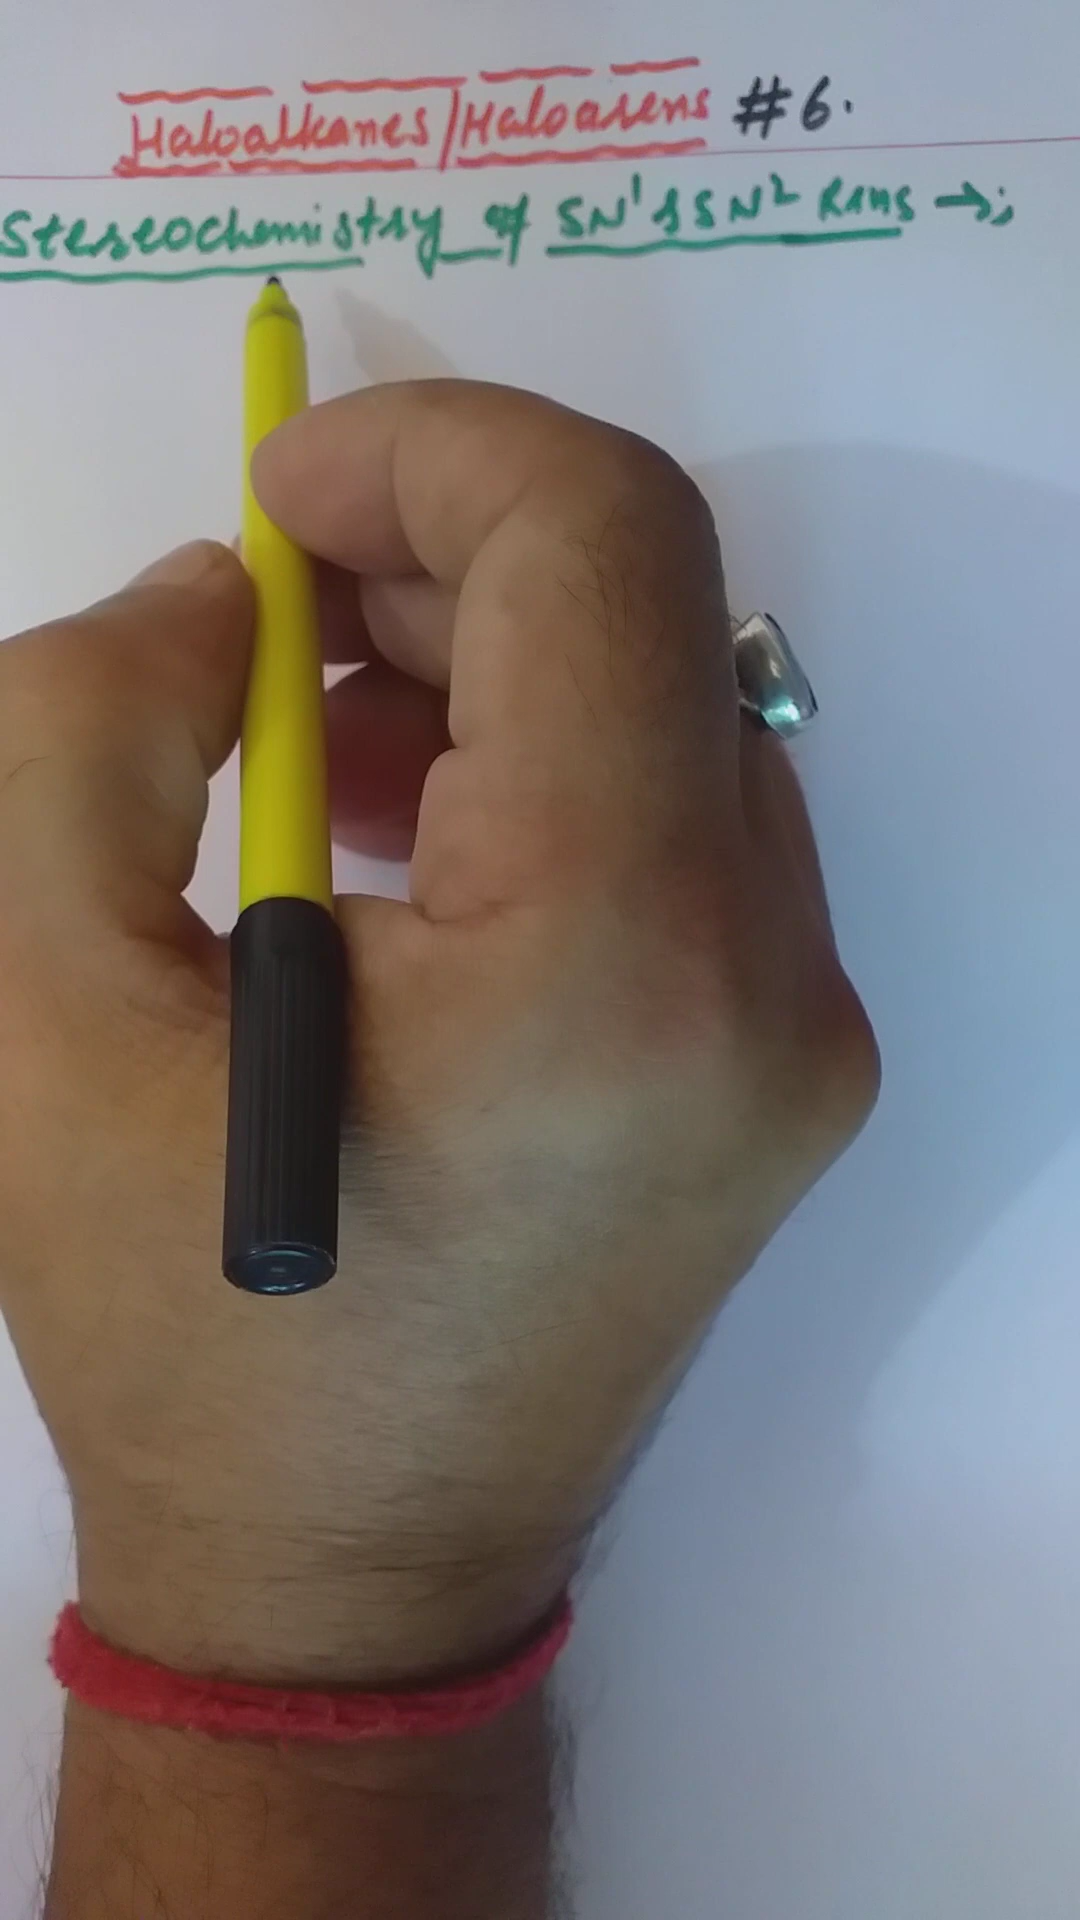 Haloalkanes/Haloarens #6.
Stereochemistry of SN¹ & SN² Rxns →;